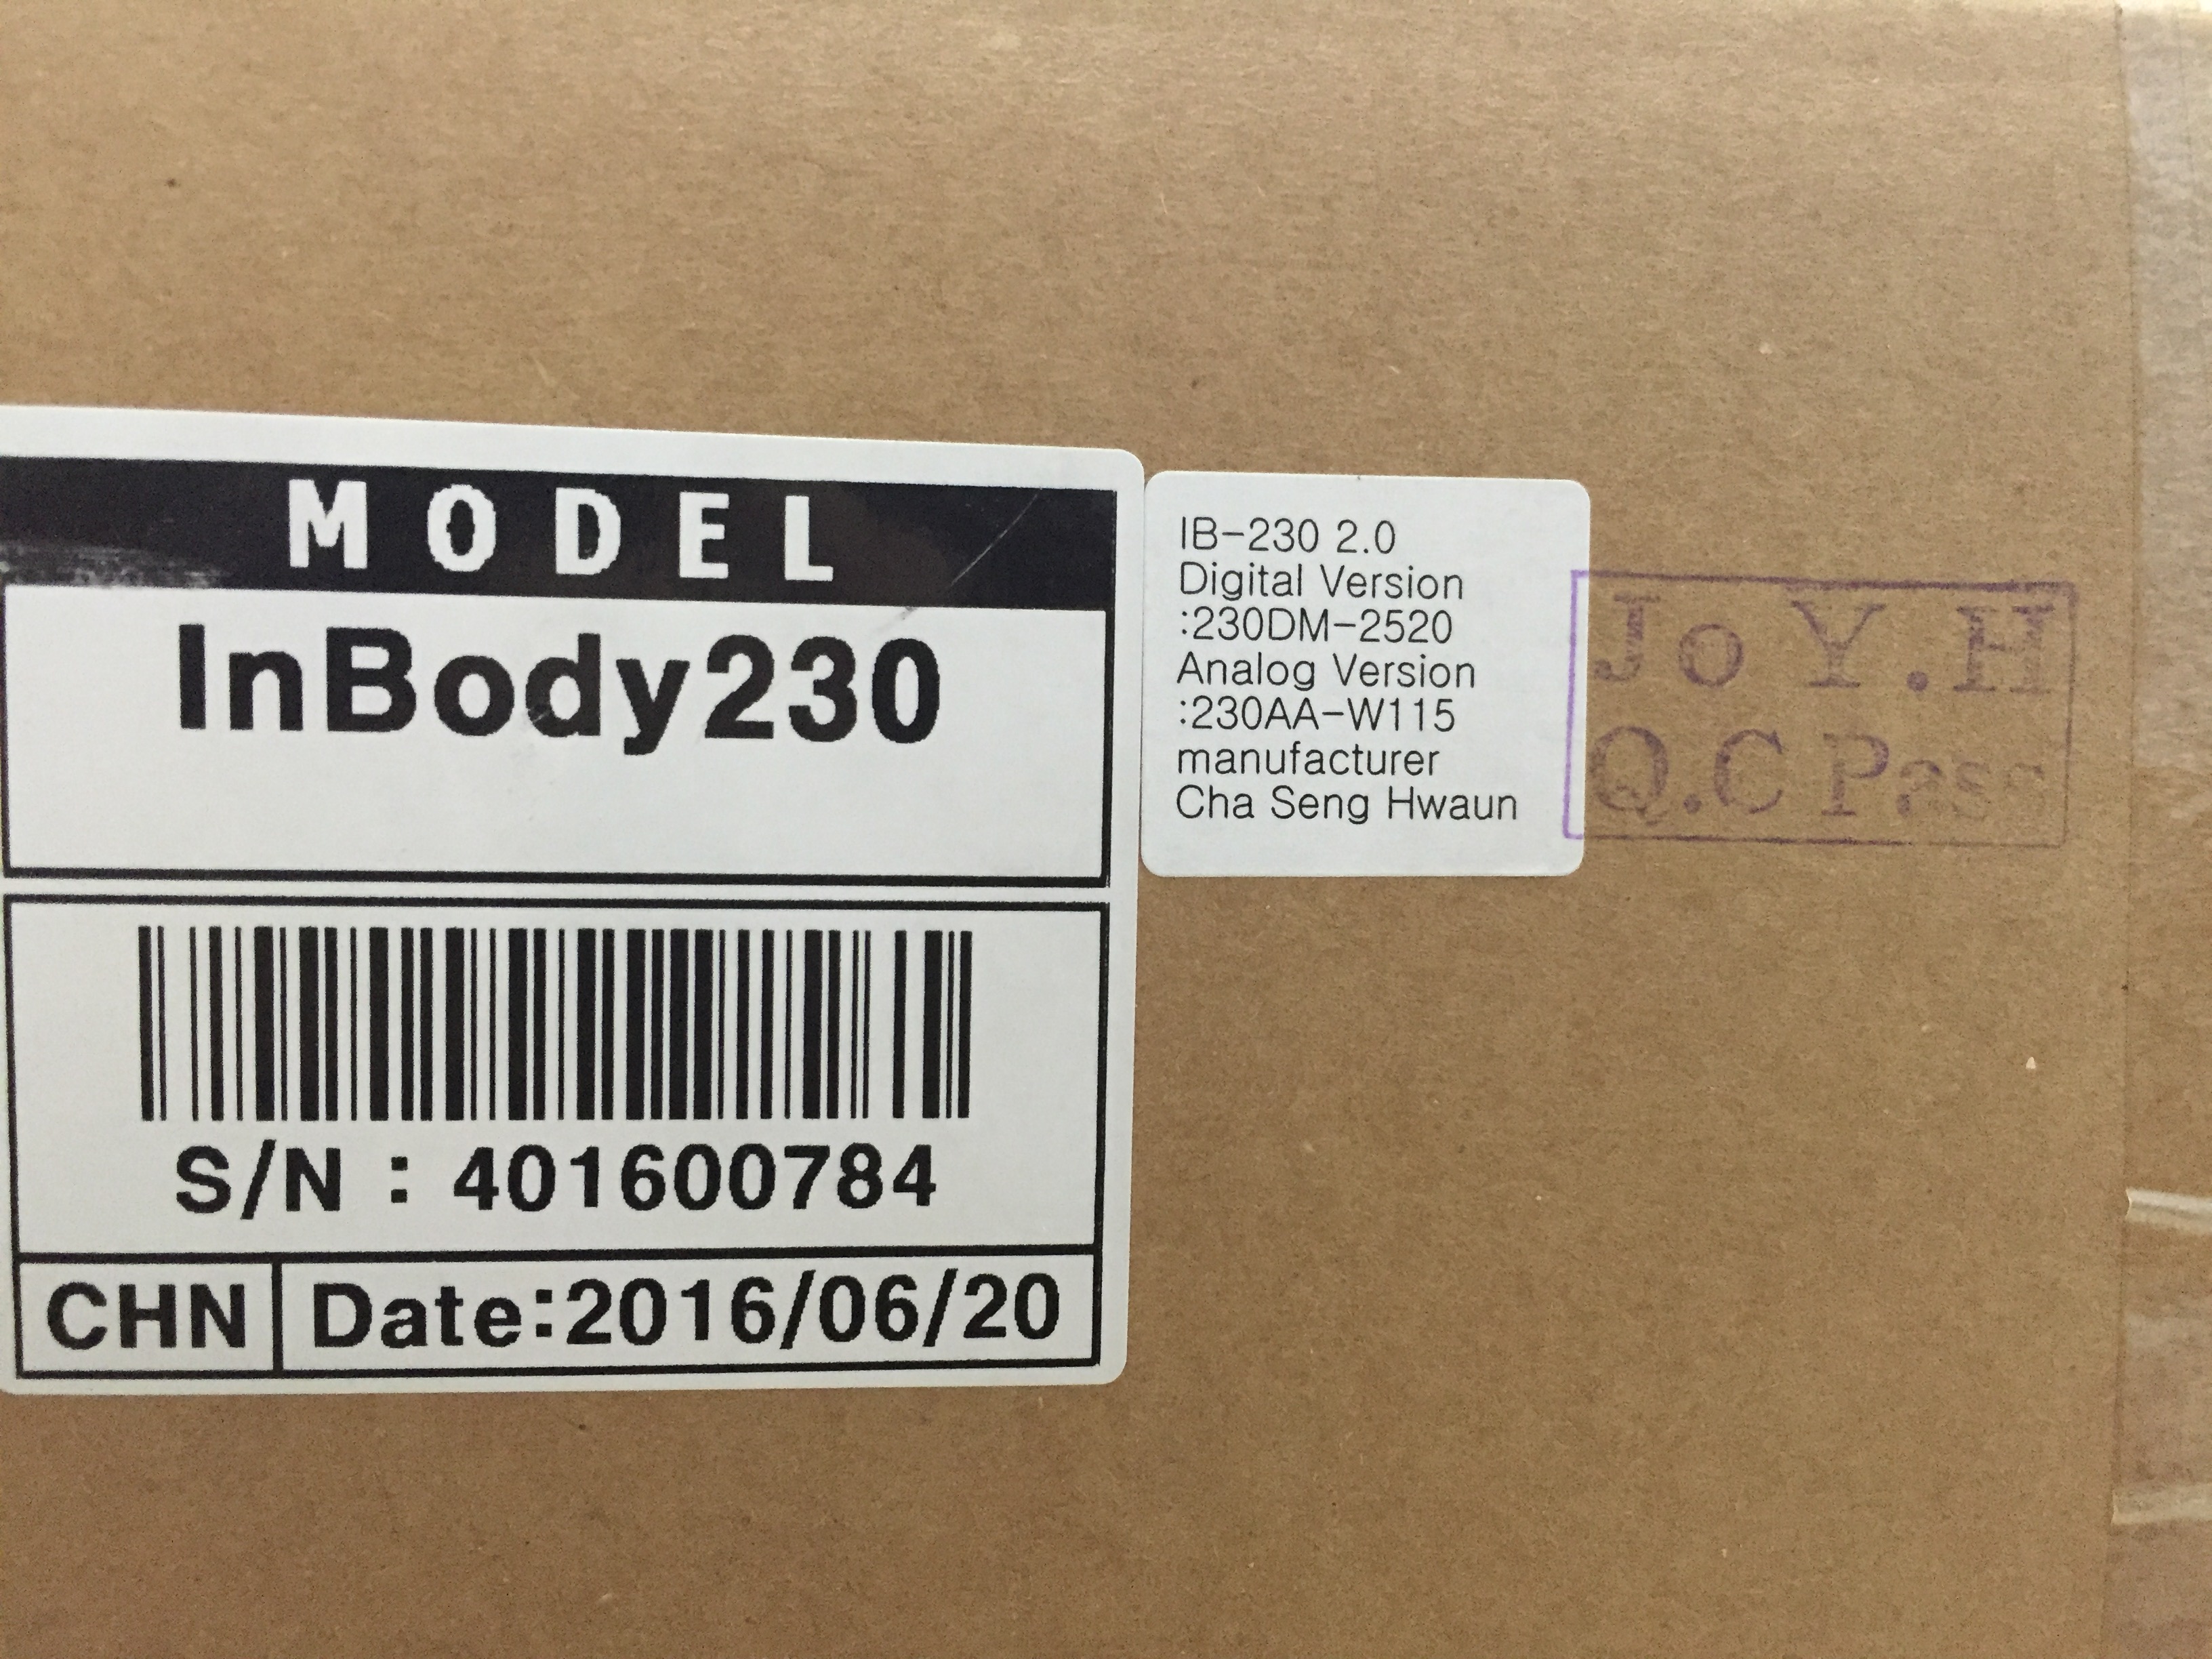 MODEL
InBody230
S/N : 401600784
CHN
Date:2016/06/20
IB-230 2.0
Digital Version
:230DM-2520
Analog Version
:230AA-W115
manufacturer
Cha Seng Hwaun
Jo Y.H
Q.C Pass